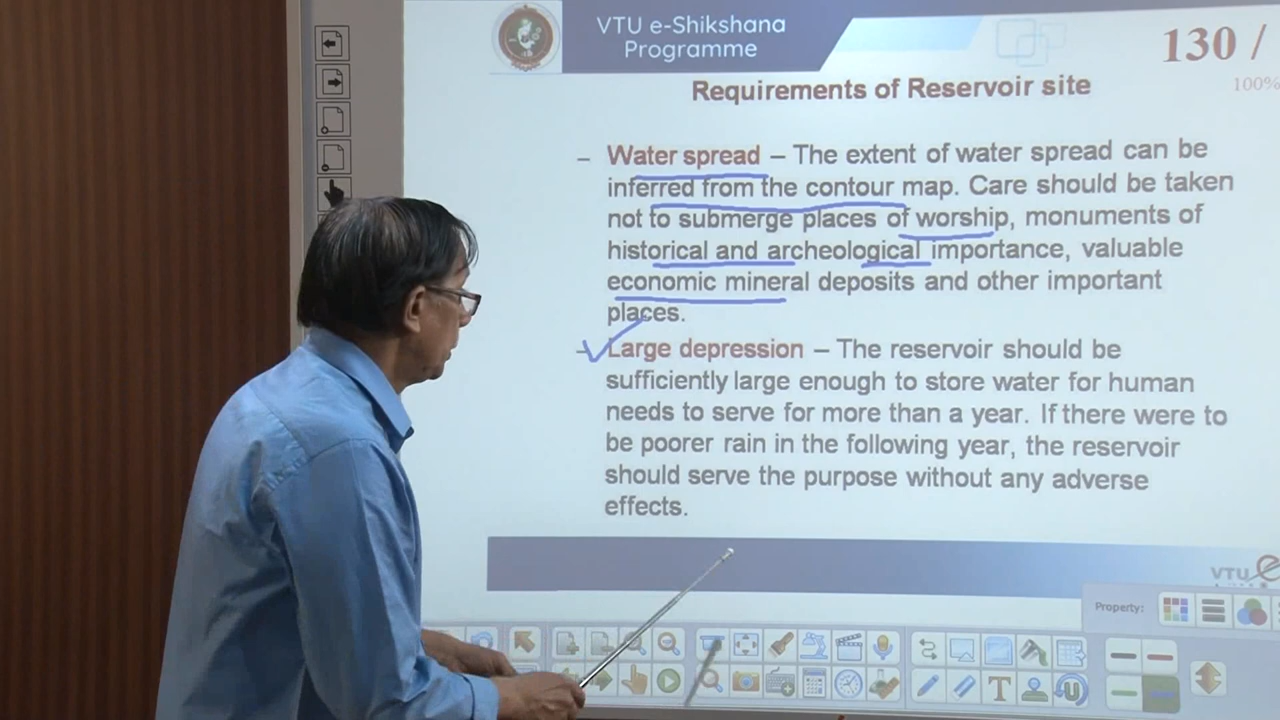 VTU e-Shikshana
Programme
130 /
100%
Requirements of Reservoir site
– Water spread – The extent of water spread can be
inferred from the contour map. Care should be taken
not to submerge places of worship, monuments of
historical and archeological importance, valuable
economic mineral deposits and other important
places.
– Large depression – The reservoir should be
sufficiently large enough to store water for human
needs to serve for more than a year. If there were to
be poorer rain in the following year, the reservoir
should serve the purpose without any adverse
effects.
VTU e
Property: